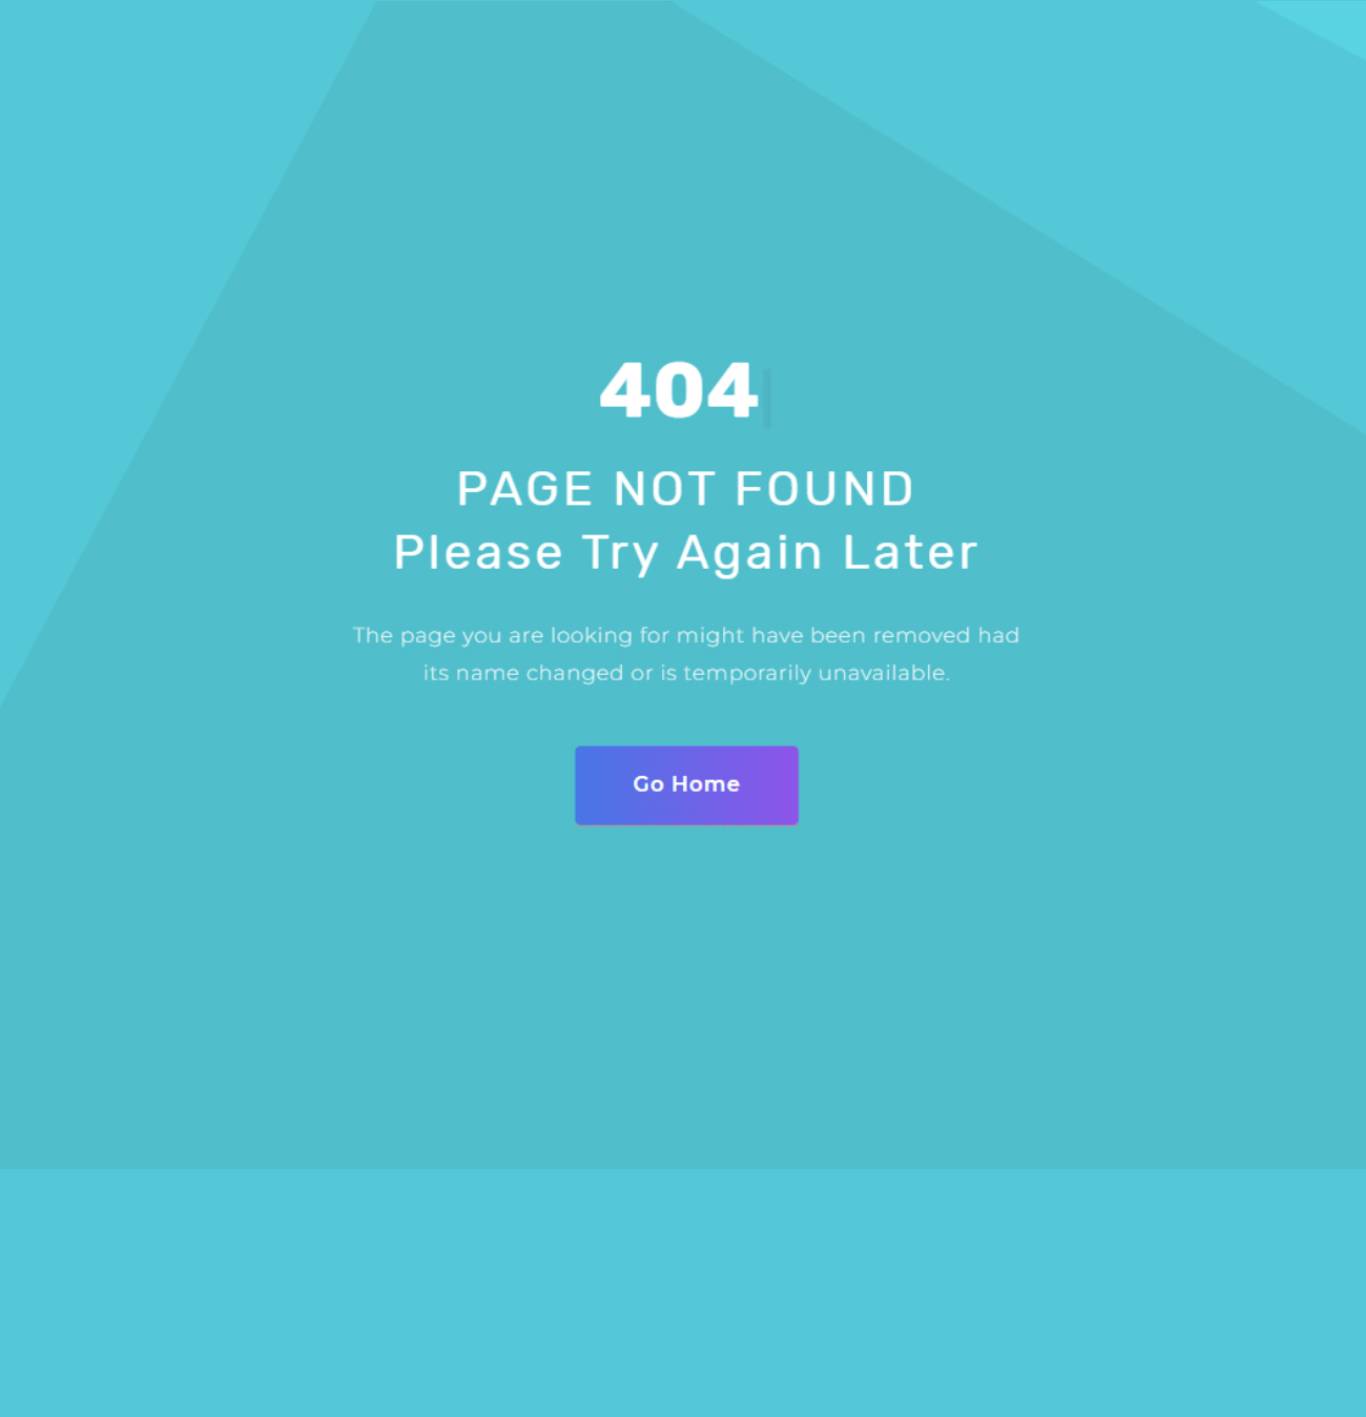 404
PAGE NOT FOUND
Please Try Again Later
The page you are looking for might have been removed had
its name changed or is temporarily unavailable.
Go Home